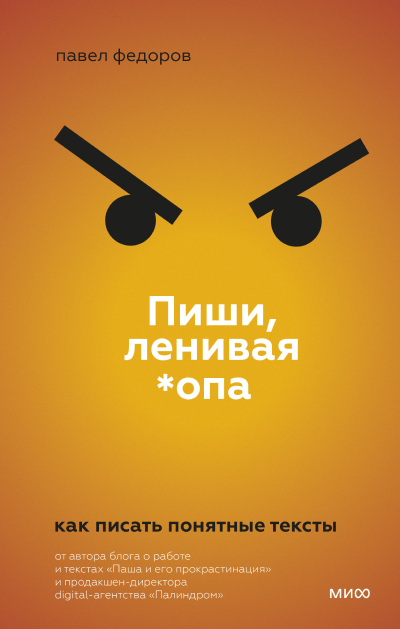 павел федоров
Пиши,
ленивая
*опа
как писать понятные тексты
от автора блога о работе
и текстах «Паша и его прокрастинация»
и продакшен-директора
digital-агентства «Палиндром»
МИФ